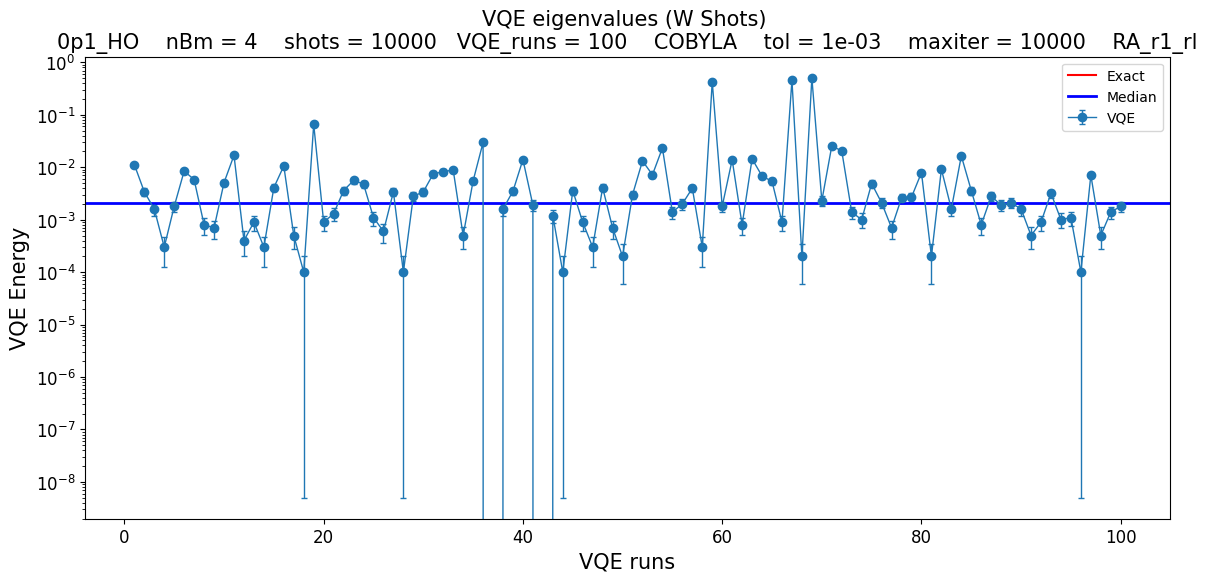 VQE eigenvalues (W Shots)
0p1_HO nBm = 4 shots = 10000 VQE_runs = 100 COBYLA tol = 1e-03 maxiter = 10000 RA_r1_rl
Exact
Median
VQE
VQE Energy
10⁰
10⁻¹
10⁻²
10⁻³
10⁻⁴
10⁻⁵
10⁻⁶
10⁻⁷
10⁻⁸
0 20 40 60 80 100
VQE runs